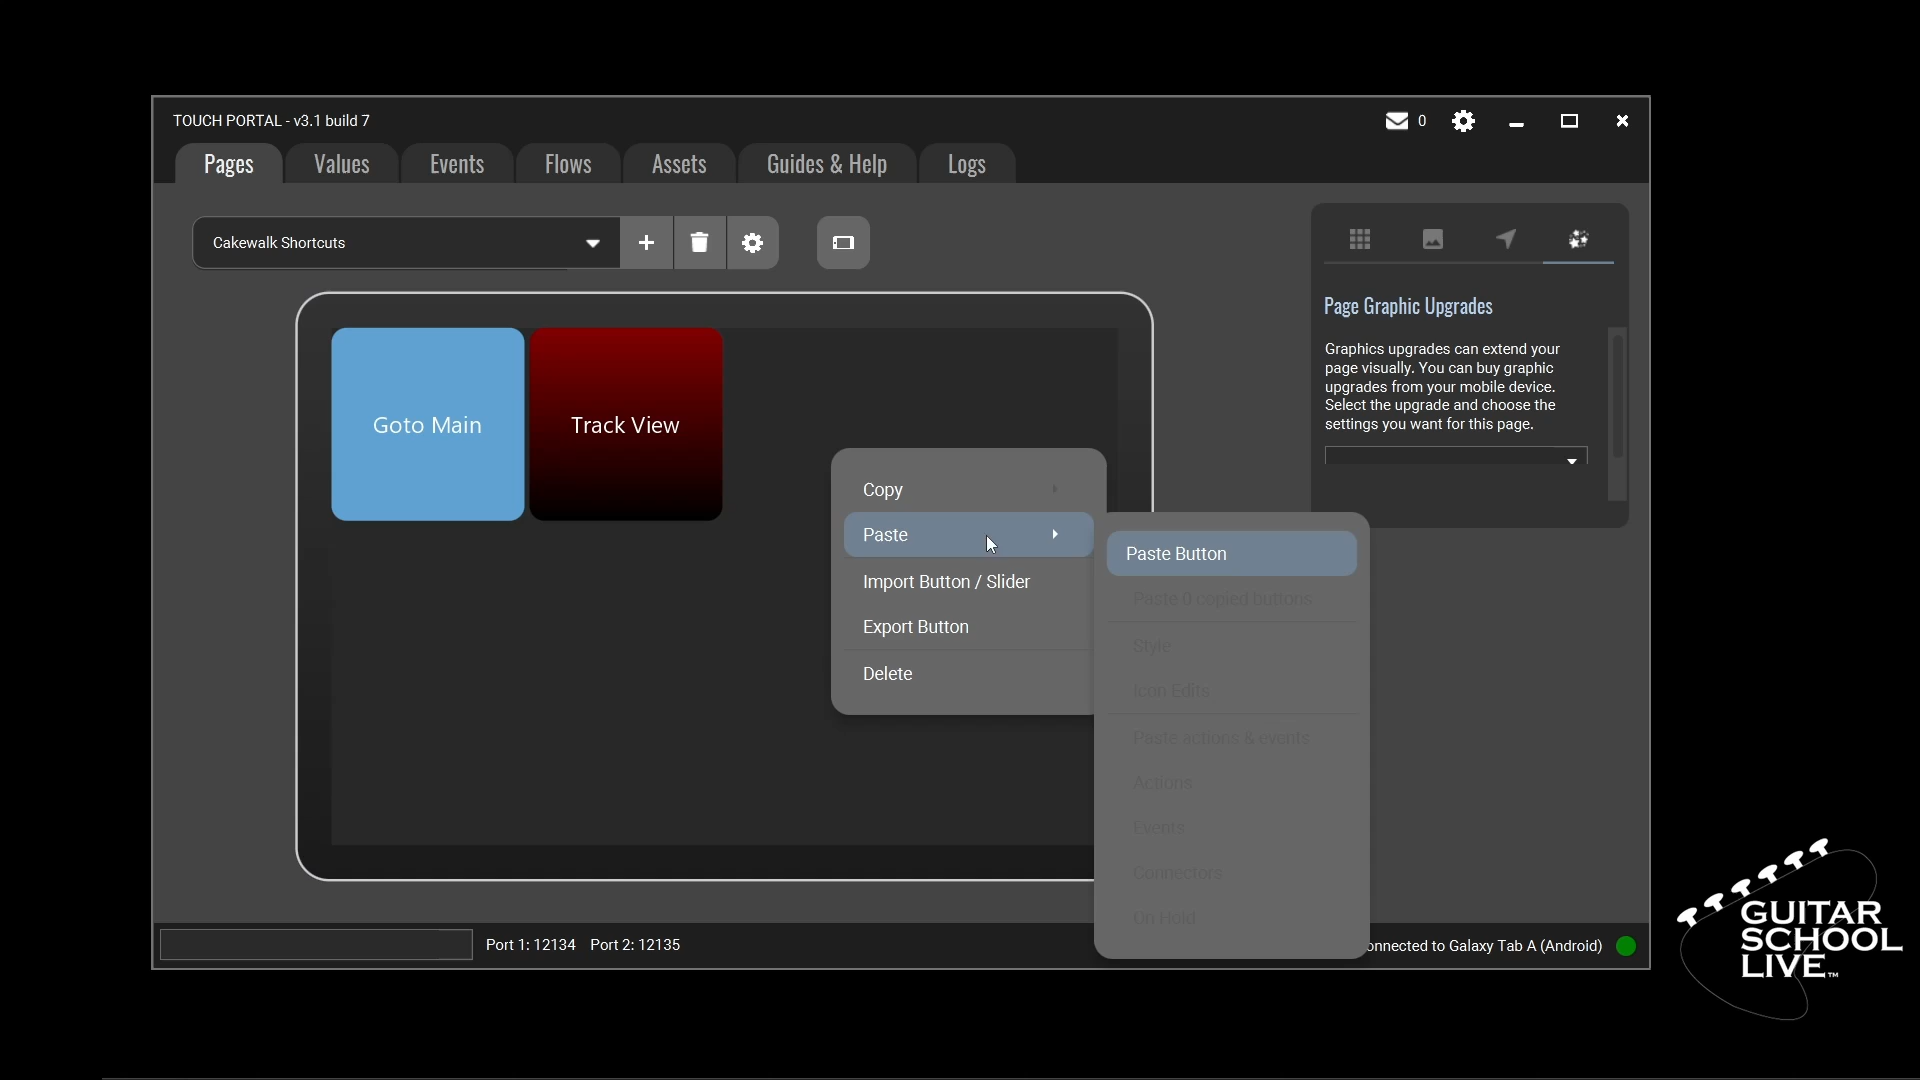 TOUCH PORTAL - v3.1 build 7
0
Pages
Values
Events
Flows
Assets
Guides & Help
Logs
Cakewalk Shortcuts
Page Graphic Upgrades
Graphics upgrades can extend your
page visually. You can buy graphic
upgrades from your mobile device.
Select the upgrade and choose the
settings you want for this page.
Goto Main
Track View
Copy
Paste
Import Button / Slider
Export Button
Delete
Paste Button
Paste 0 copied buttons
Style
Icon Edits
Paste actions & events
Actions
Events
Connectors
On Hold
Port 1: 12134
Port 2: 12135
onnected to Galaxy Tab A (Android)
GUITAR
SCHOOL
LIVE™